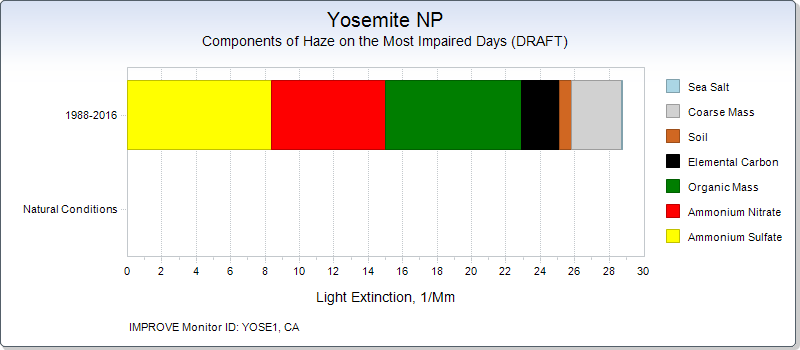 Yosemite NP
Components of Haze on the Most Impaired Days (DRAFT)
1988-2016
Natural Conditions
0 2 4 6 8 10 12 14 16 18 20 22 24 26 28 30
Light Extinction, 1/Mm
Sea Salt
Coarse Mass
Soil
Elemental Carbon
Organic Mass
Ammonium Nitrate
Ammonium Sulfate
IMPROVE Monitor ID: YOSE1, CA